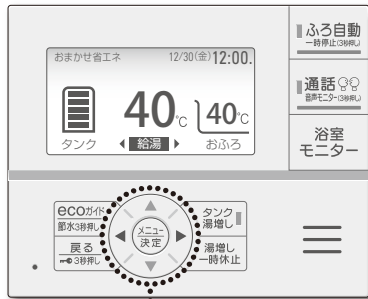 おまかせ省エネ 12/30(金)12:00.
40℃ 40℃
タンク 給湯 おふろ
ふろ自動
一時停止(3秒押し)
通話
音声モニター(3秒押し)
浴室
モニター
ecoガイド
節水3秒押し
戻る
3秒押し
メニュー
決定
タンク
湯増し
湯増し
一時休止